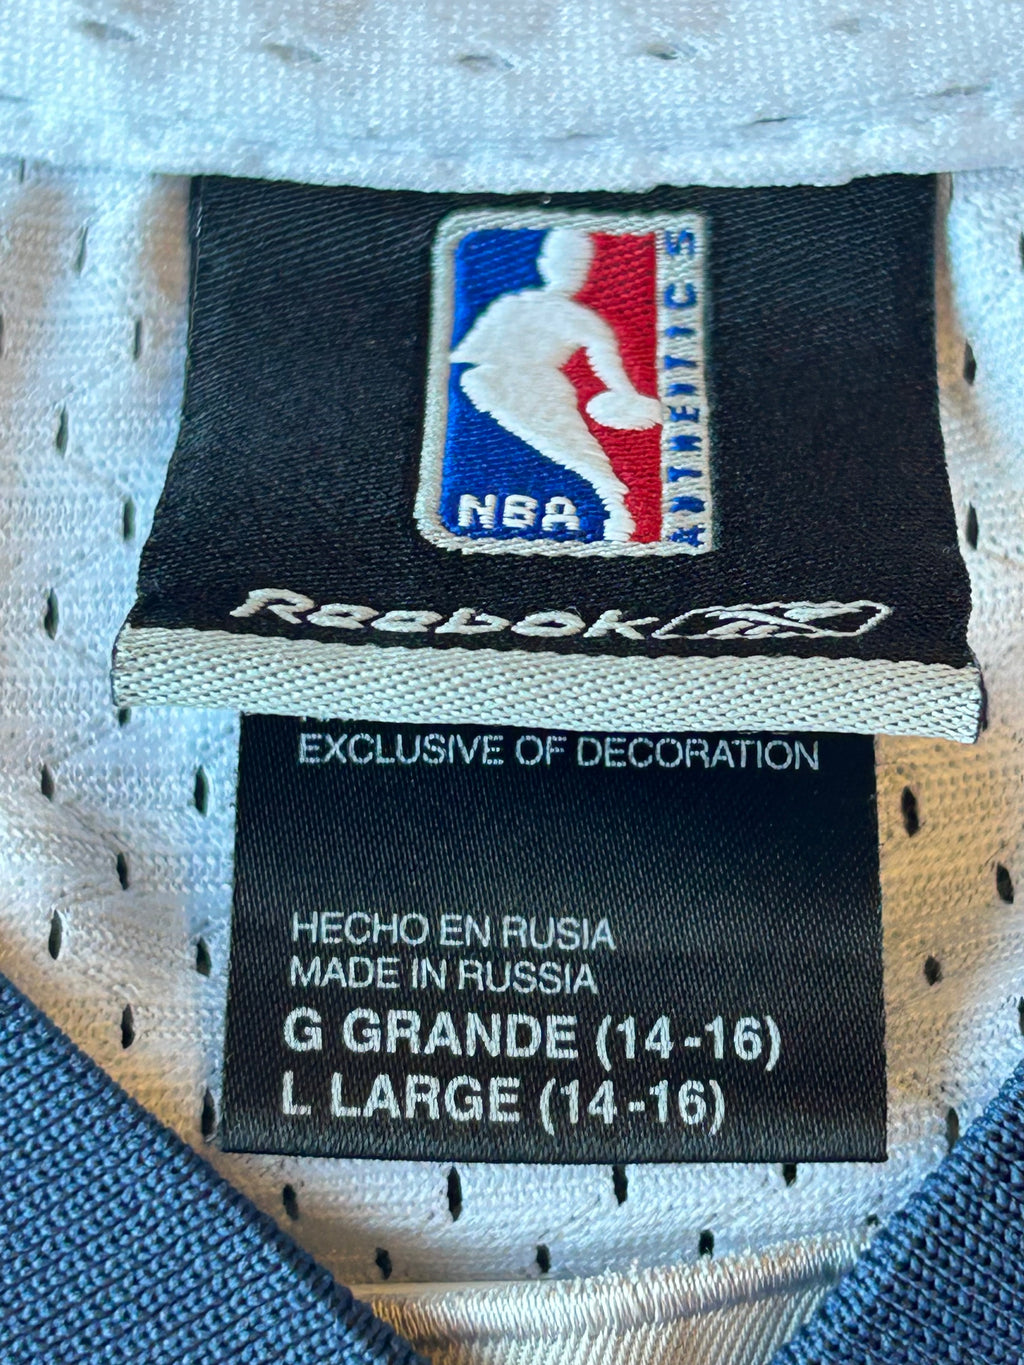 AUTHENTICS
NBA
Reebok
EXCLUSIVE OF DECORATION
HECHO EN RUSIA
MADE IN RUSSIA
G GRANDE (14-16)
L LARGE (14-16)